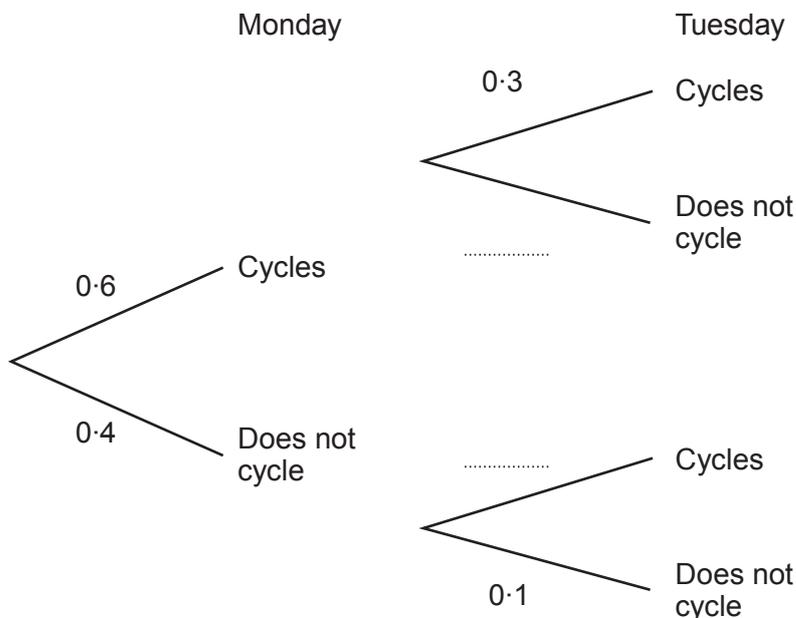 Monday
Tuesday
0·3
Cycles
Does not
cycle
....................
0·6
Cycles
0·4
Does not
cycle
....................
Cycles
0·1
Does not
cycle